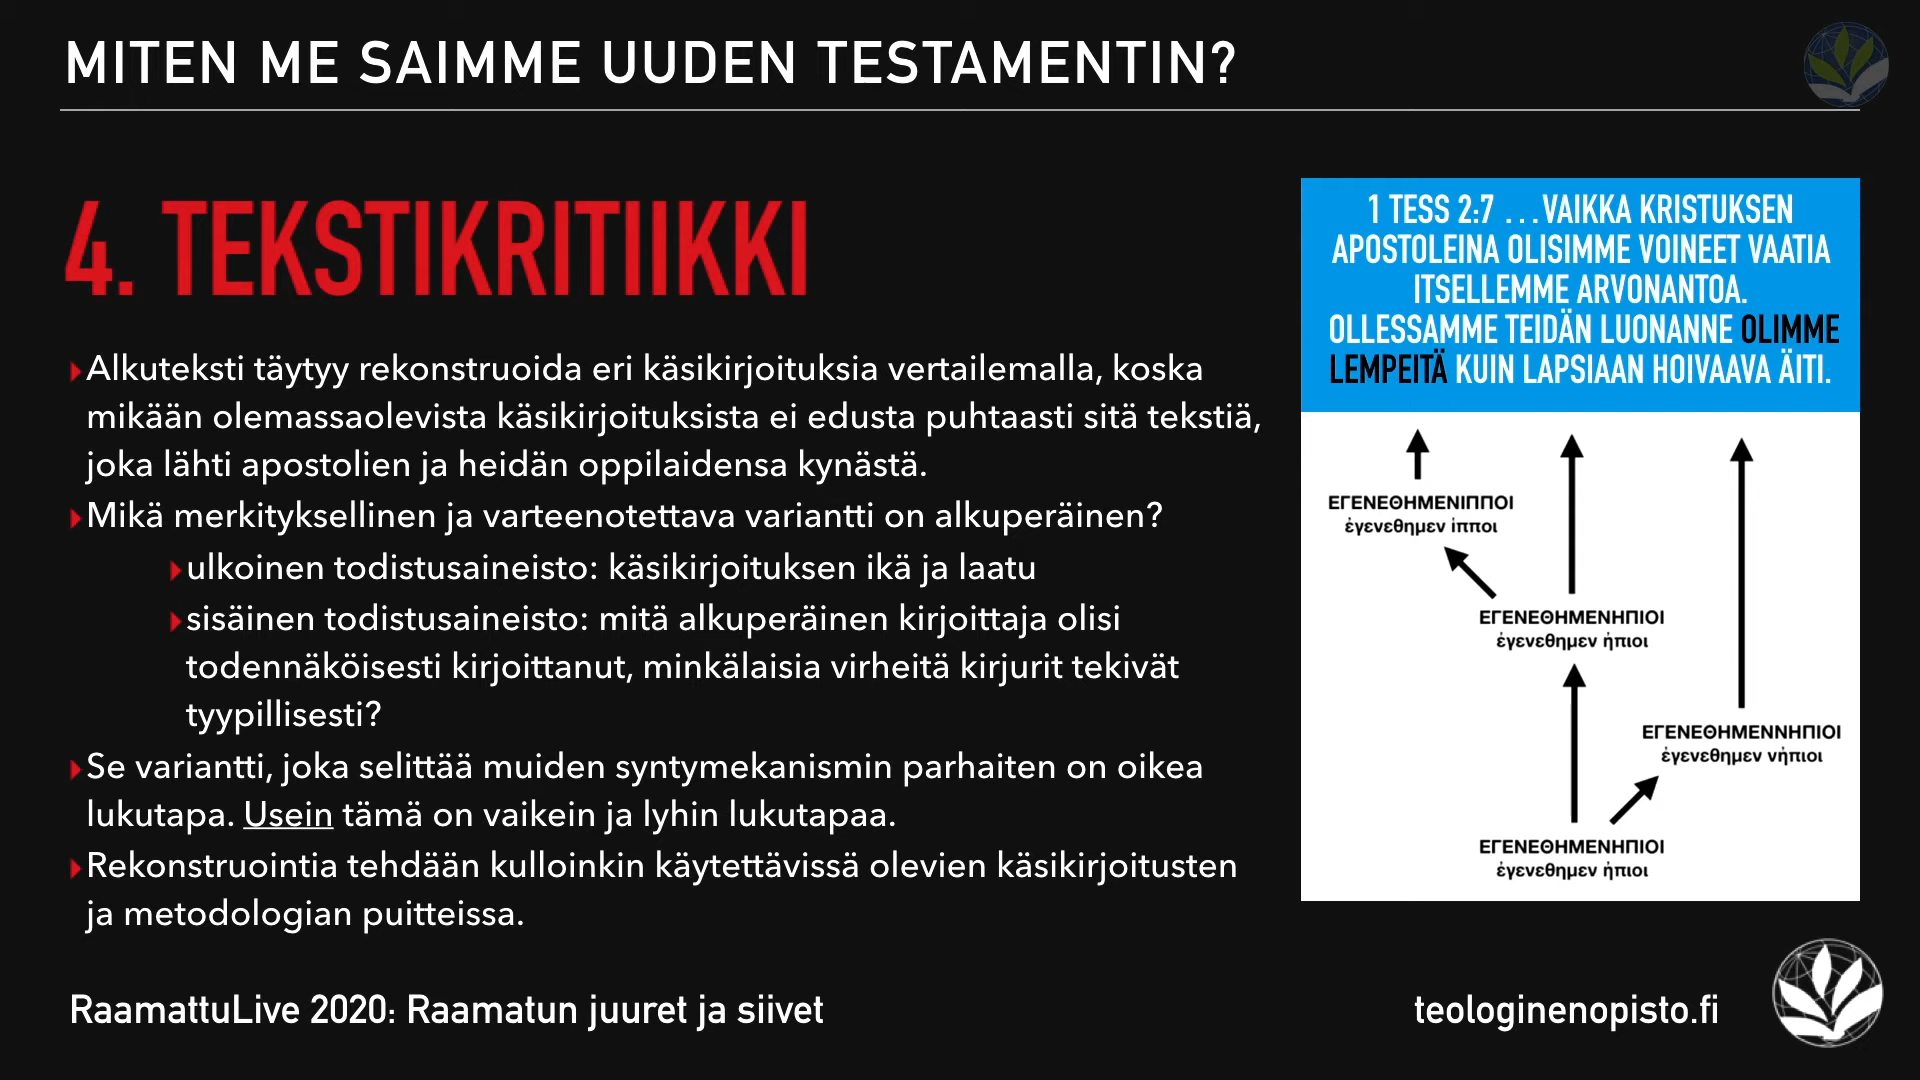 MITEN ME SAIMME UUDEN TESTAMENTIN?
4. TEKSTIKRITIIKKI
Alkuteksti täytyy rekonstruoida eri käsikirjoituksia vertailemalla, koska
mikään olemassaolevista käsikirjoituksista ei edusta puhtaasti sitä tekstiä,
joka lähti apostolien ja heidän oppilaidensa kynästä.
Mikä merkityksellinen ja varteenotettava variantti on alkuperäinen?
ulkoinen todistusaineisto: käsikirjoituksen ikä ja laatu
sisäinen todistusaineisto: mitä alkuperäinen kirjoittaja olisi
todennäköisesti kirjoittanut, minkälaisia virheitä kirjurit tekivät
tyypillisesti?
Se variantti, joka selittää muiden syntymekanismin parhaiten on oikea
lukutapa. Usein tämä on vaikein ja lyhin lukutapaa.
Rekonstruointia tehdään kulloinkin käytettävissä olevien käsikirjoitusten
ja metodologian puitteissa.
1 TESS 2:7 ...VAIKKA KRISTUKSEN
APOSTOLEINA OLISIMME VOINEET VAATIA
ITSELLEMME ARVONANTOA.
OLLESSAMME TEIDÄN LUONANNE OLIMME
LEMPEITÄ KUIN LAPSIAAN HOIVAAVA ÄITI.
ΕΓΕΝΕΘΗΜΕΝΙΠΠΟΙ
ἐγενεθημεν ἱπποι
ΕΓΕΝΕΘΗΜΕΝΗΠΙΟΙ
ἐγενεθημεν ἠπιοι
ΕΓΕΝΕΘΗΜΕΝΝΗΠΙΟΙ
ἐγενεθημεν νήπιοι
ΕΓΕΝΕΘΗΜΕΝΗΠΙΟΙ
ἐγενεθημεν ἠπιοι
RaamattuLive 2020: Raamatun juuret ja siivet
teologinenopisto.fi